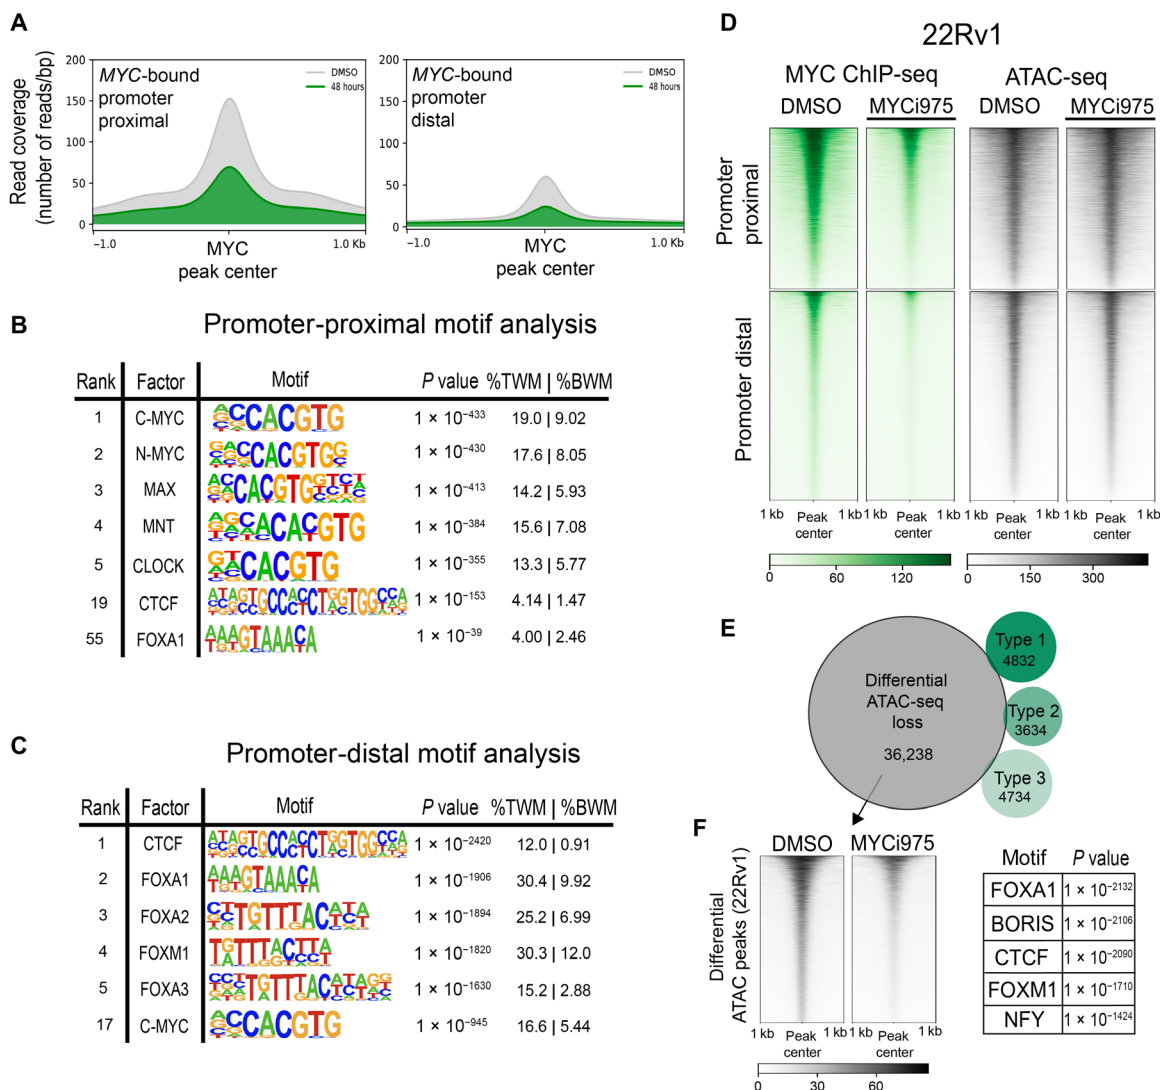 A
Read coverage
(number of reads/bp)
200
150
100
50
0
MYC-bound
promoter
proximal
DMSO
48 hours
−1.0
1.0 Kb
MYC
peak center
200
150
100
50
0
MYC-bound
promoter
distal
DMSO
48 hours
−1.0
1.0 Kb
MYC
peak center
B
Promoter-proximal motif analysis
Rank Factor Motif P value %TWM | %BWM
1 C-MYC 1 × 10−433 19.0 | 9.02
2 N-MYC 1 × 10−430 17.6 | 8.05
3 MAX 1 × 10−413 14.2 | 5.93
4 MNT 1 × 10−384 15.6 | 7.08
5 CLOCK 1 × 10−355 13.3 | 5.77
19 CTCF 1 × 10−153 4.14 | 1.47
55 FOXA1 1 × 10−39 4.00 | 2.46
C
Promoter-distal motif analysis
Rank Factor Motif P value %TWM | %BWM
1 CTCF 1 × 10−2420 12.0 | 0.91
2 FOXA1 1 × 10−1906 30.4 | 9.92
3 FOXA2 1 × 10−1894 25.2 | 6.99
4 FOXM1 1 × 10−1820 30.3 | 12.0
5 FOXA3 1 × 10−1630 15.2 | 2.88
17 C-MYC 1 × 10−945 16.6 | 5.44
D
22Rv1
MYC ChIP-seq ATAC-seq
DMSO MYCi975 DMSO MYCi975
Promoter
proximal
Promoter distal
1 kb Peak 1 kb 1 kb Peak 1 kb 1 kb Peak 1 kb 1 kb Peak 1 kb
center center center center
0 60 120
0 150 300
E
Differential
ATAC-seq
loss
36,238
Type 1
4832
Type 2
3634
Type 3
4734
F
Differential
ATAC peaks (22Rv1)
DMSO MYCi975
1 kb Peak 1 kb 1 kb Peak 1 kb
center center
0 30 60
Motif P value
FOXA1 1 × 10−2132
BORIS 1 × 10−2106
CTCF 1 × 10−2090
FOXM1 1 × 10−1710
NFY 1 × 10−1424